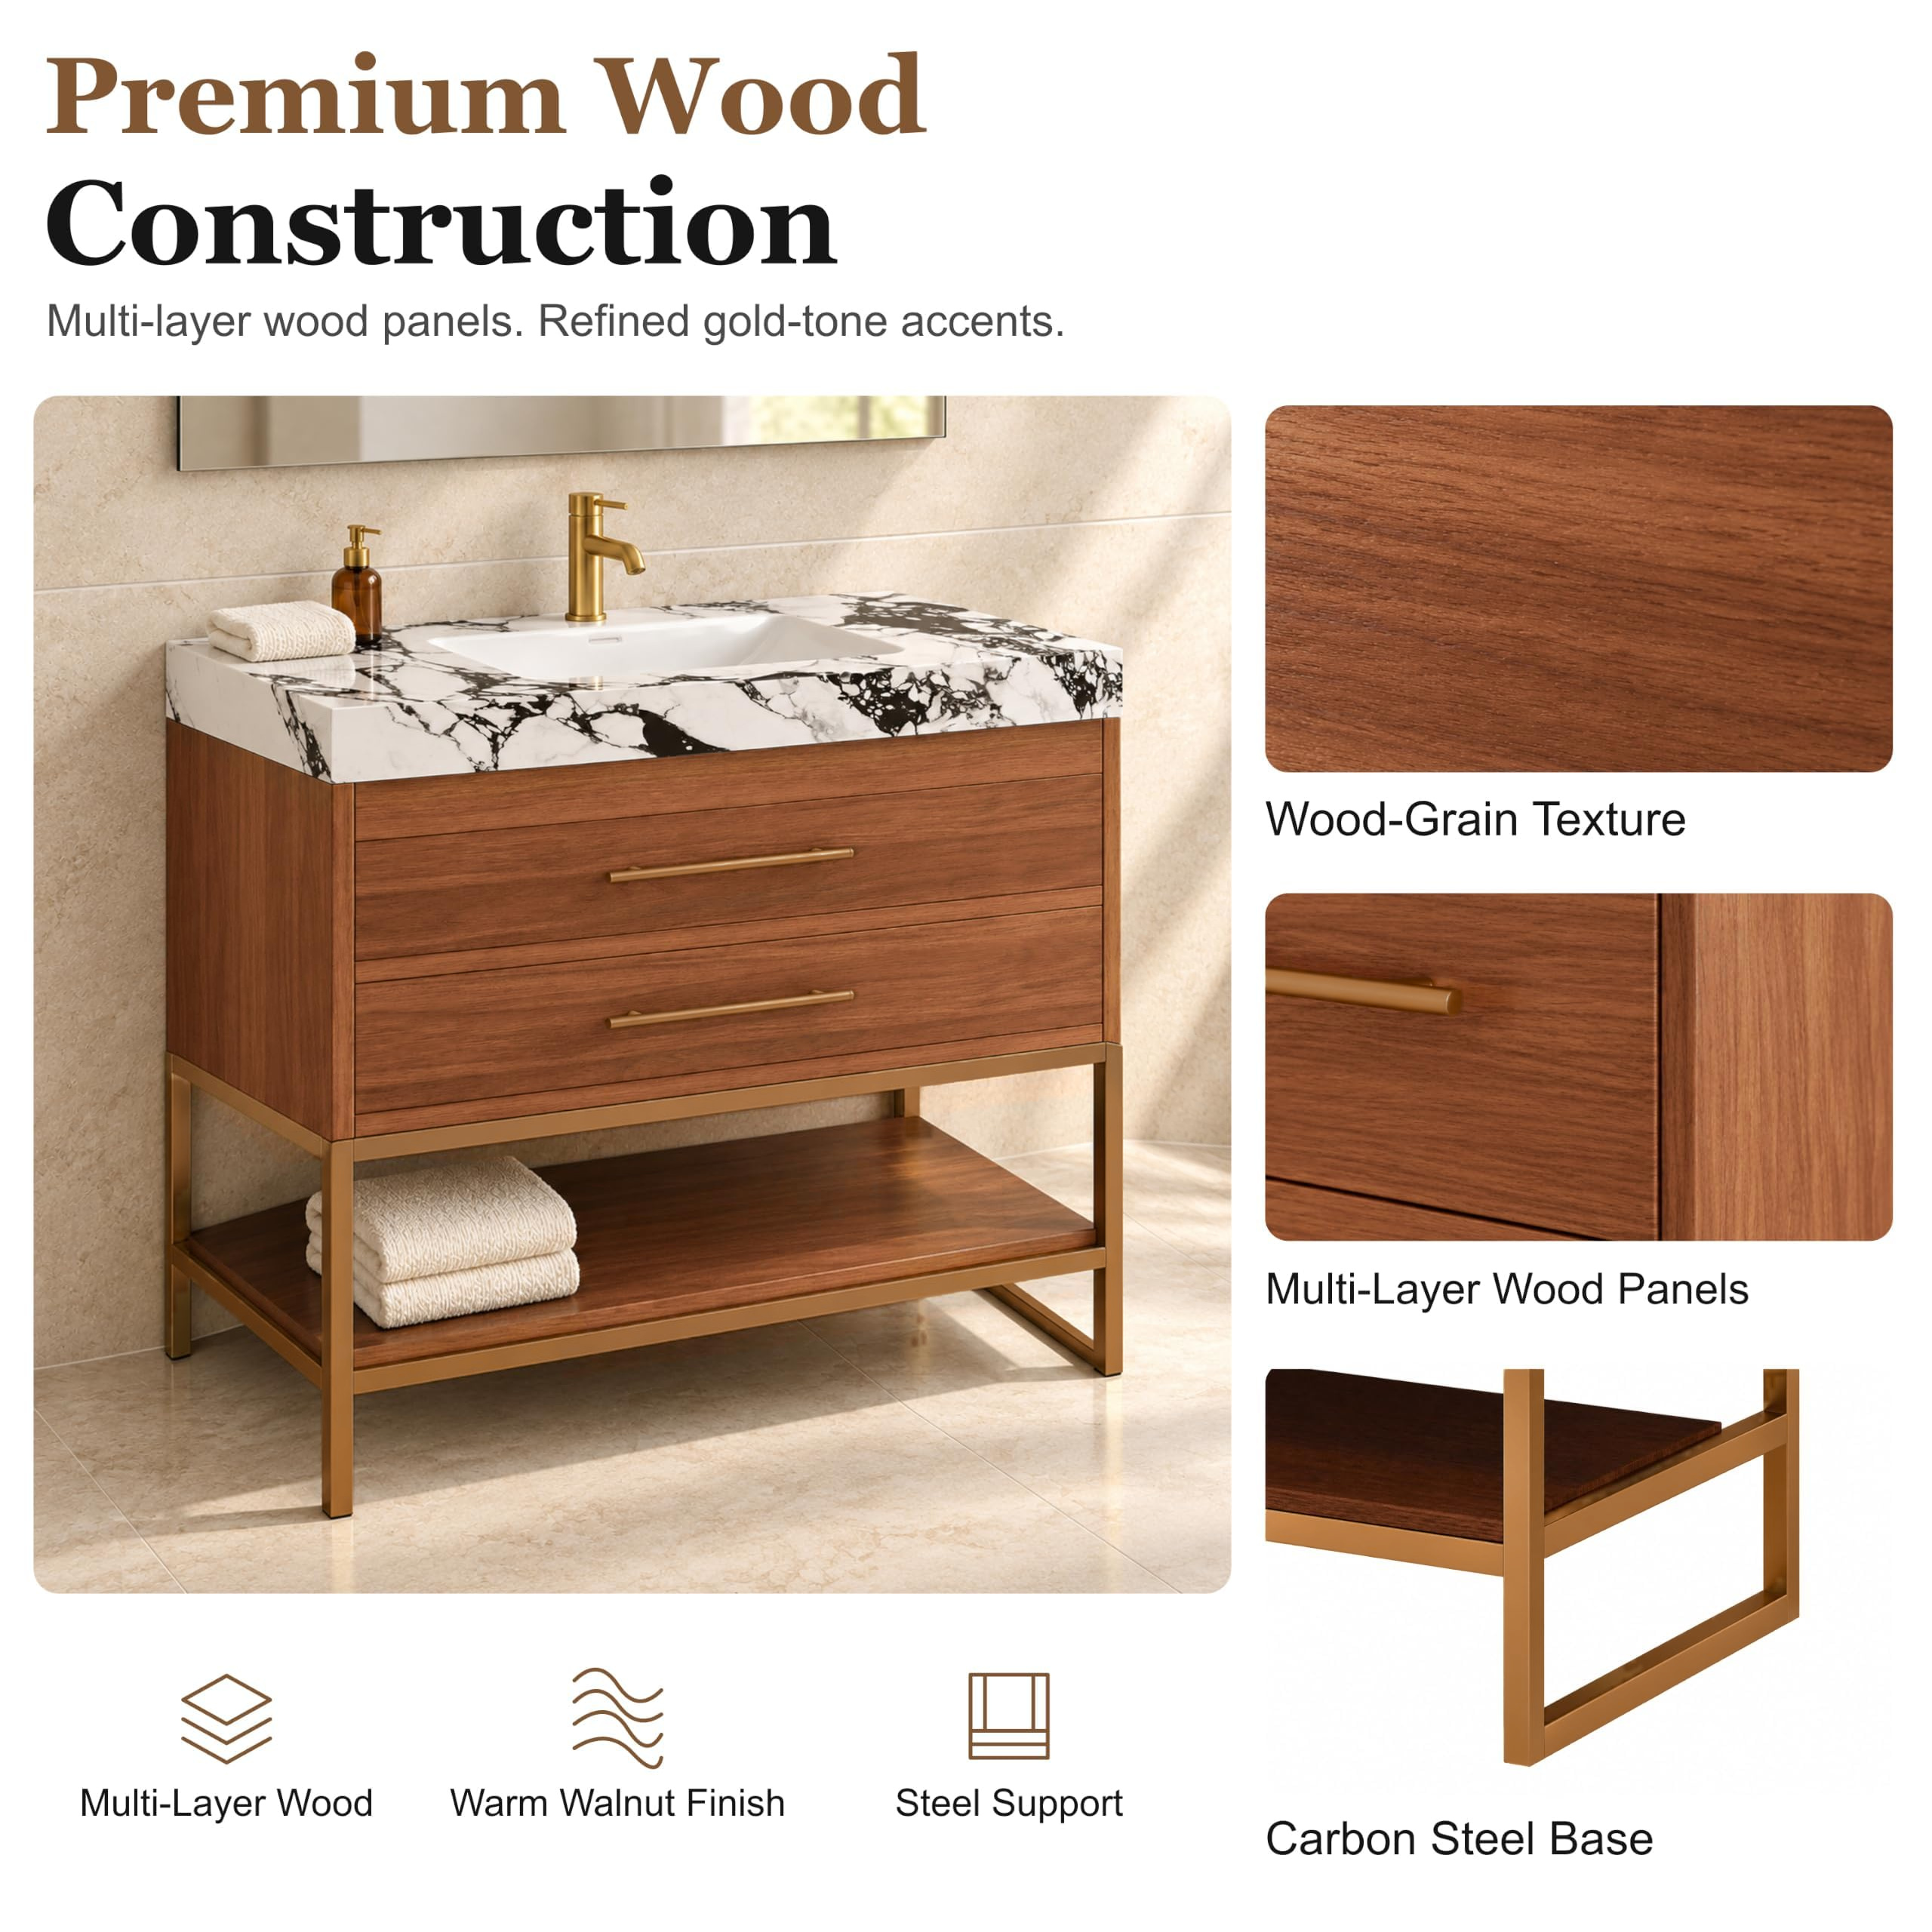 Premium Wood
Construction
Multi-layer wood panels. Refined gold-tone accents.
Wood-Grain Texture
Multi-Layer Wood Panels
Carbon Steel Base
Multi-Layer Wood
Warm Walnut Finish
Steel Support